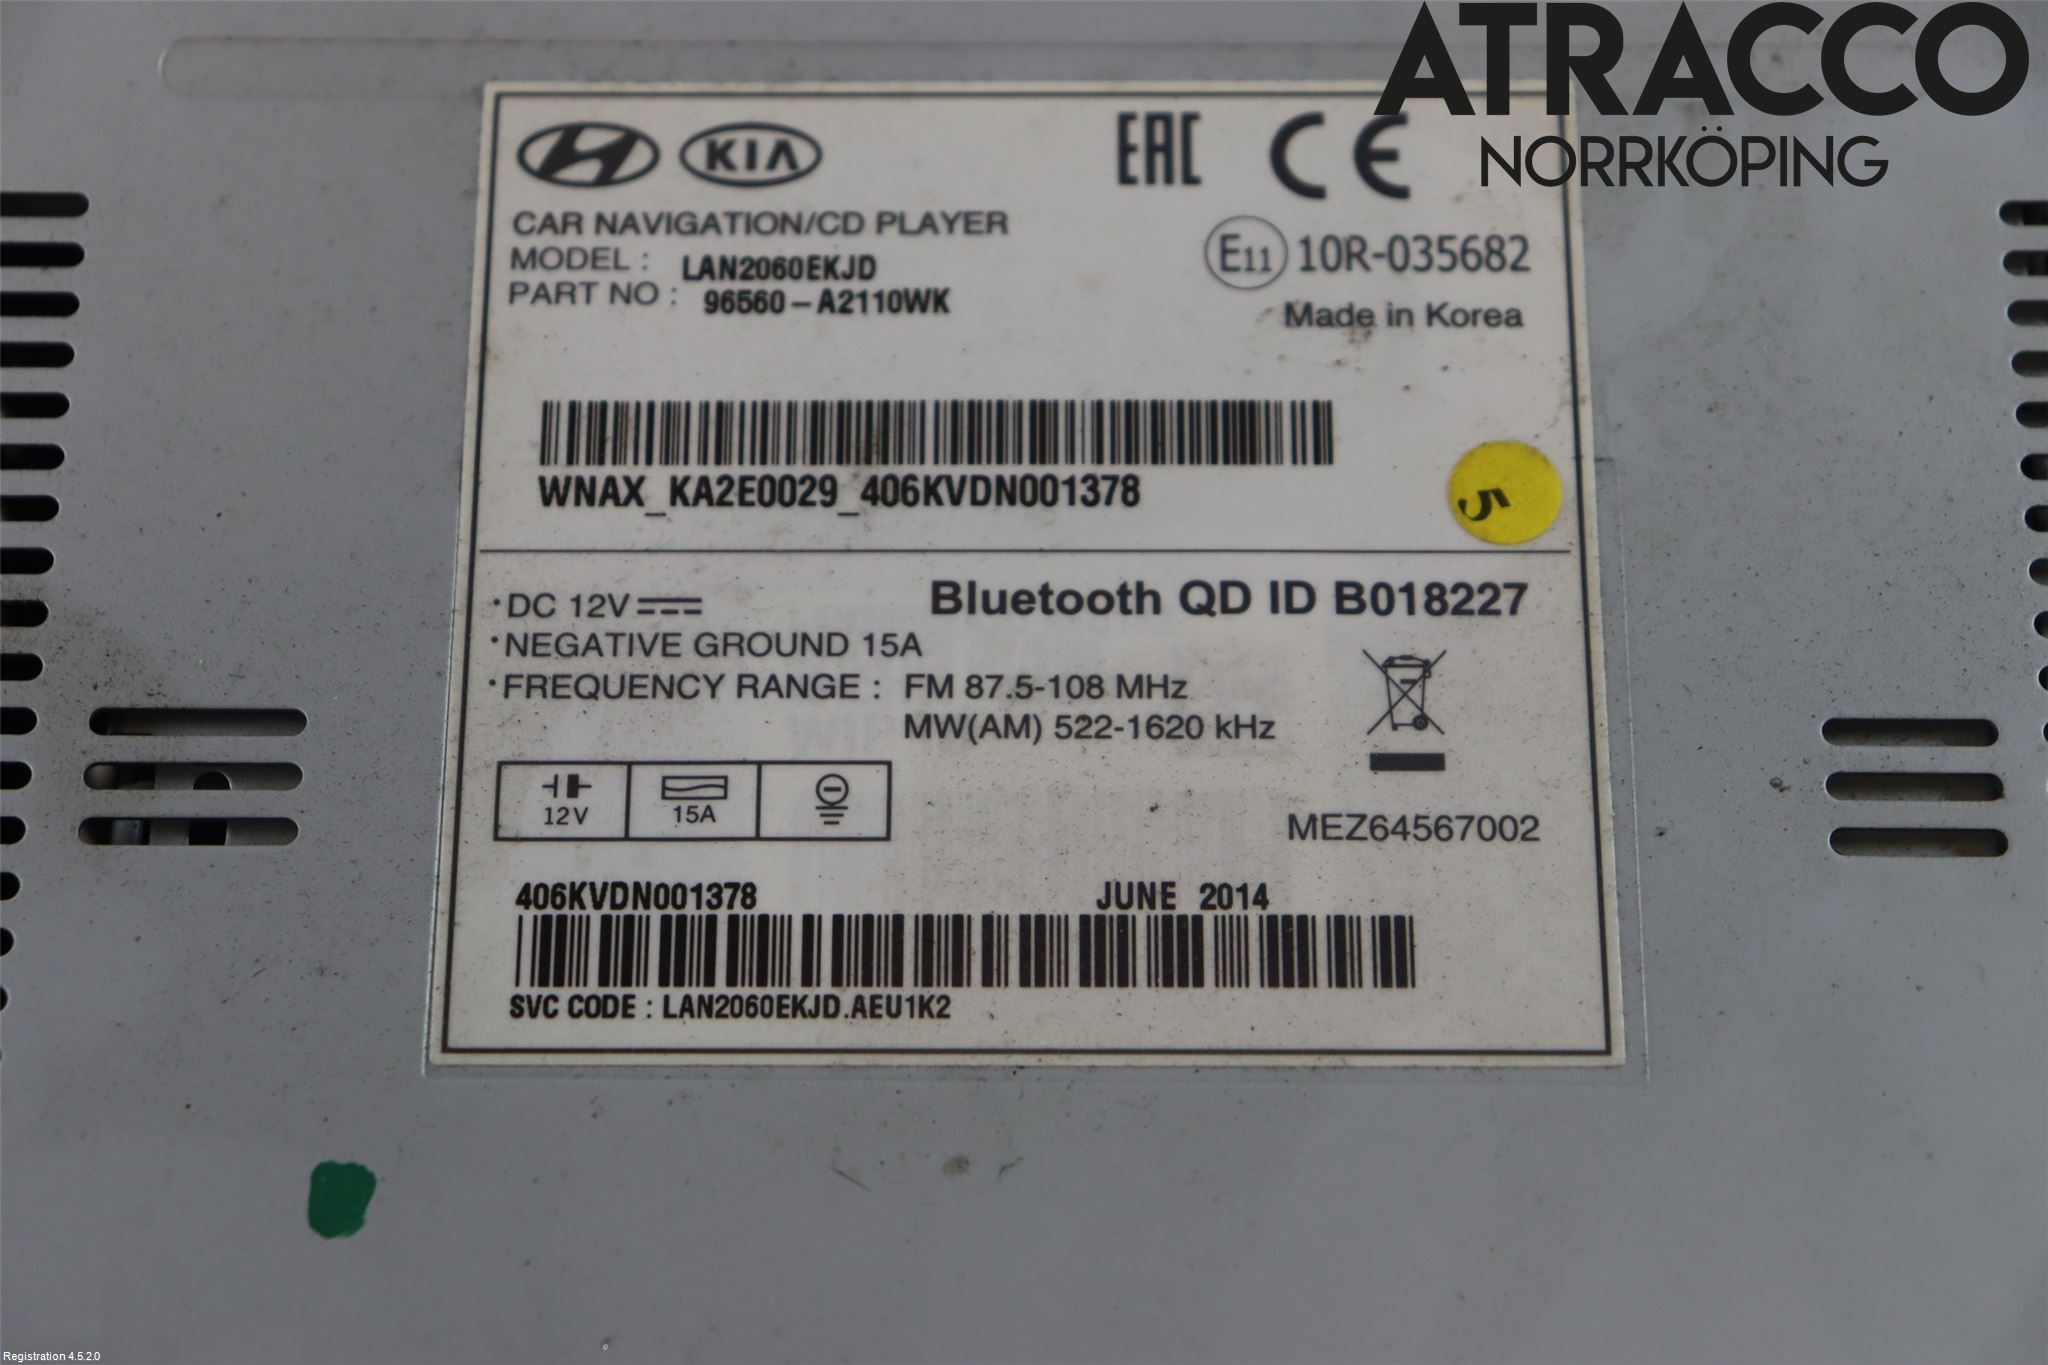 ATRACCO
NORRKÖPING
KIA
EAC CE
CAR NAVIGATION/CD PLAYER
MODEL : LAN2060EKJD
PART NO : 96560-A2110WK
E11 10R-035682
Made in Korea
WNAX_KA2E0029_406KVDN001378
5
·DC 12V
Bluetooth QD ID B018227
·NEGATIVE GROUND 15A
·FREQUENCY RANGE : FM 87.5-108 MHz
MW(AM) 522-1620 kHz
12V 15A
MEZ64567002
406KVDN001378 JUNE 2014
SVC CODE : LAN2060EKJD.AEU1K2
Registration 4.5.2.0